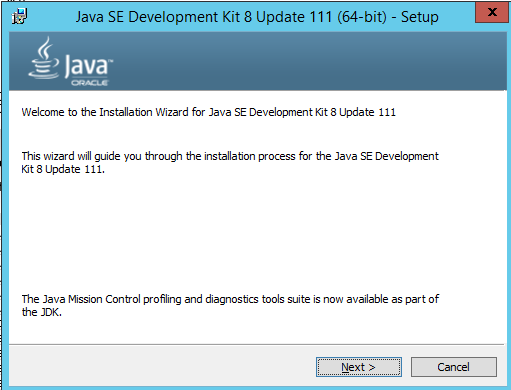 Java SE Development Kit 8 Update 111 (64-bit) - Setup
x
Java™
ORACLE
Welcome to the Installation Wizard for Java SE Development Kit 8 Update 111
This wizard will guide you through the installation process for the Java SE Development
Kit 8 Update 111.
The Java Mission Control profiling and diagnostics tools suite is now available as part of
the JDK.
Next >
Cancel